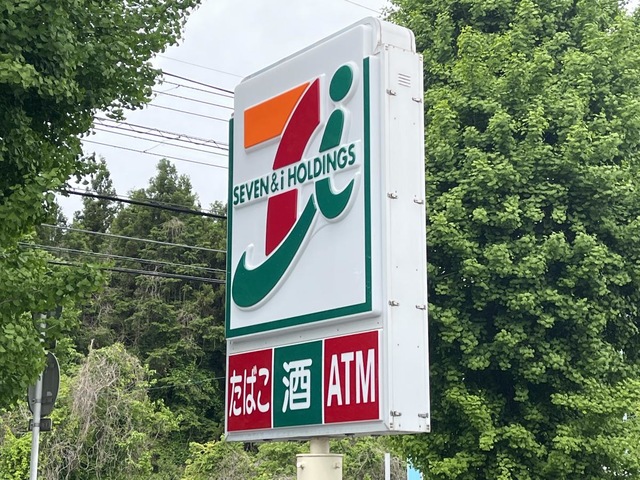 SEVEN&i HOLDINGS
たばこ 酒 ATM